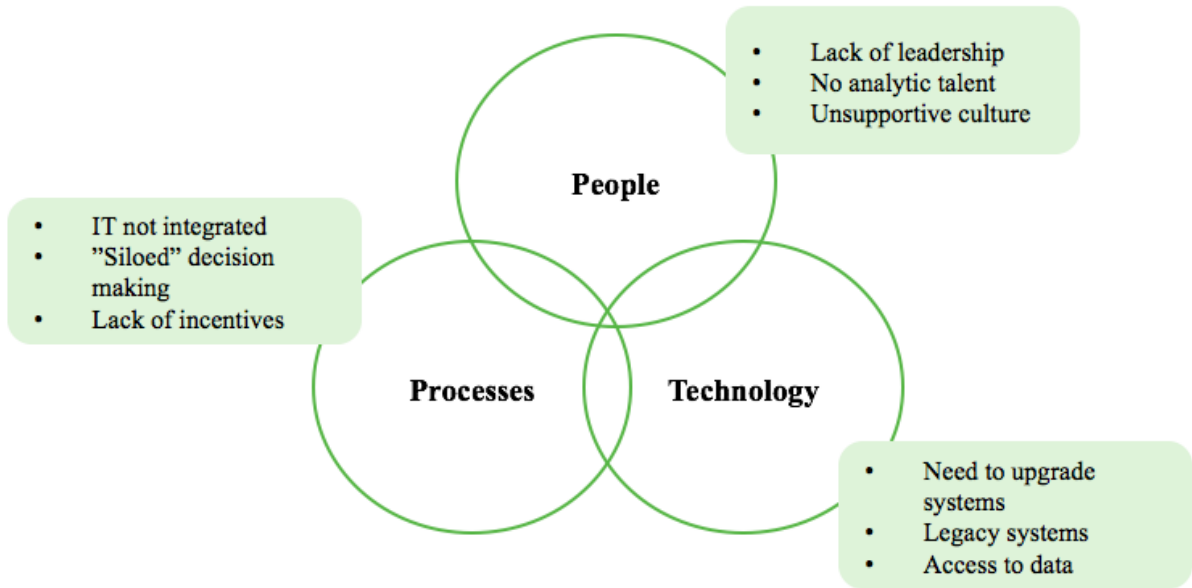 • Lack of leadership
• No analytic talent
• Unsupportive culture
People
• IT not integrated
• ”Siloed” decision
making
• Lack of incentives
Processes
Technology
• Need to upgrade
systems
• Legacy systems
• Access to data